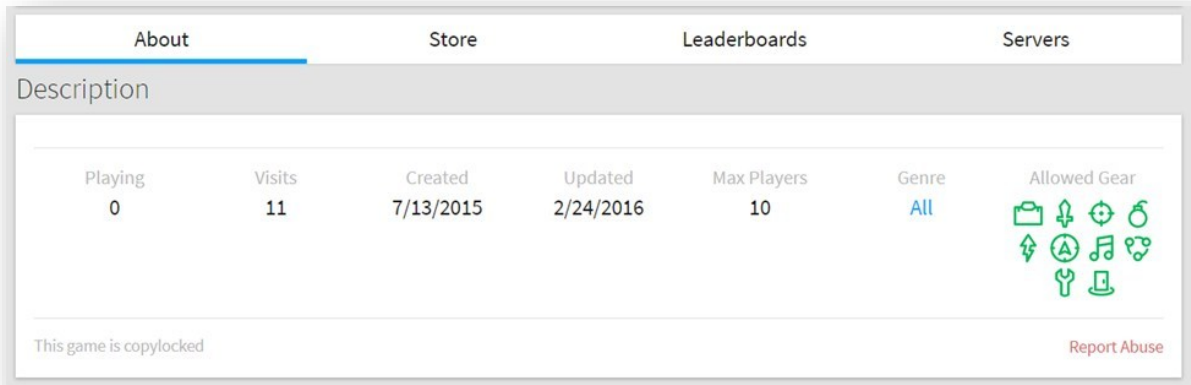 About Store Leaderboards Servers
Description
Playing Visits Created Updated Max Players Genre Allowed Gear
0 11 7/13/2015 2/24/2016 10 All
This game is copylocked Report Abuse